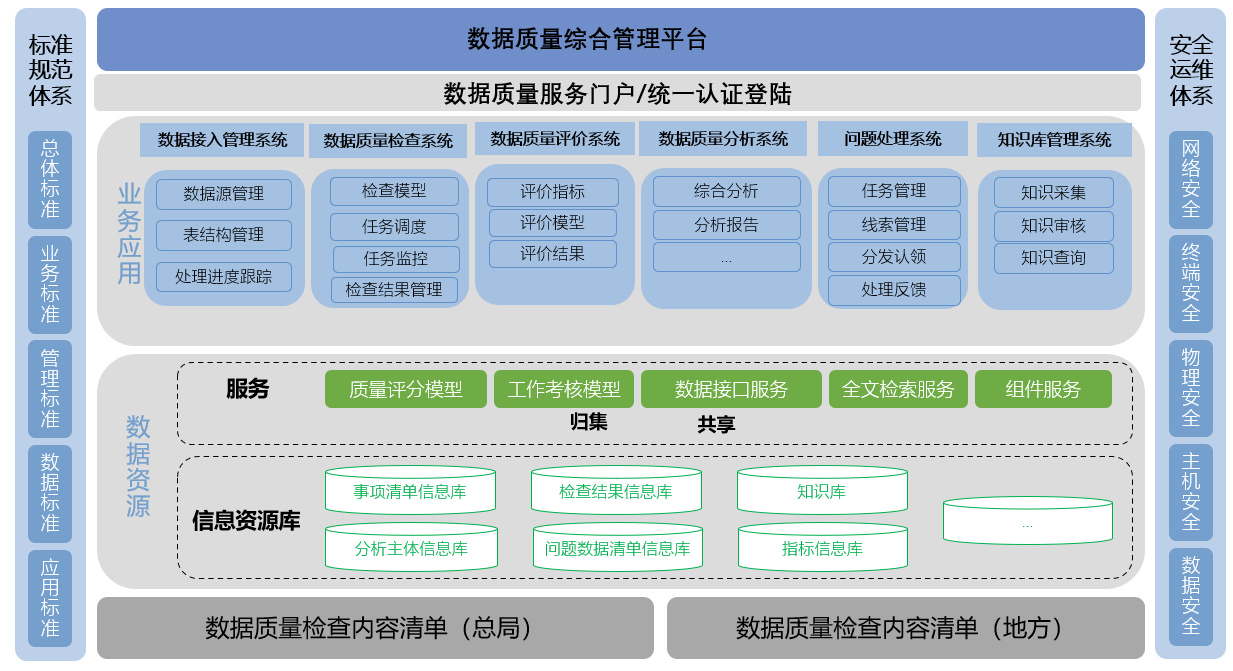 标准
规范
体系
总体标准
业务标准
管理标准
数据标准
应用标准
数据质量综合管理平台
数据质量服务门户/统一认证登陆
业务应用
数据接入管理系统
数据源管理
表结构管理
处理进度跟踪
数据质量检查系统
检查模型
任务调度
任务监控
检查结果管理
数据质量评价系统
评价指标
评价模型
评价结果
数据质量分析系统
综合分析
分析报告
...
问题处理系统
任务管理
线索管理
分发认领
处理反馈
知识库管理系统
知识采集
知识审核
知识查询
数据资源
服务
质量评分模型
工作考核模型
数据接口服务
全文检索服务
组件服务
归集
共享
信息资源库
事项清单信息库
检查结果信息库
知识库
...
分析主体信息库
问题数据清单信息库
指标信息库
数据质量检查内容清单（总局）
数据质量检查内容清单（地方）
安全
运维
体系
网络安全
终端安全
物理安全
主机安全
数据安全